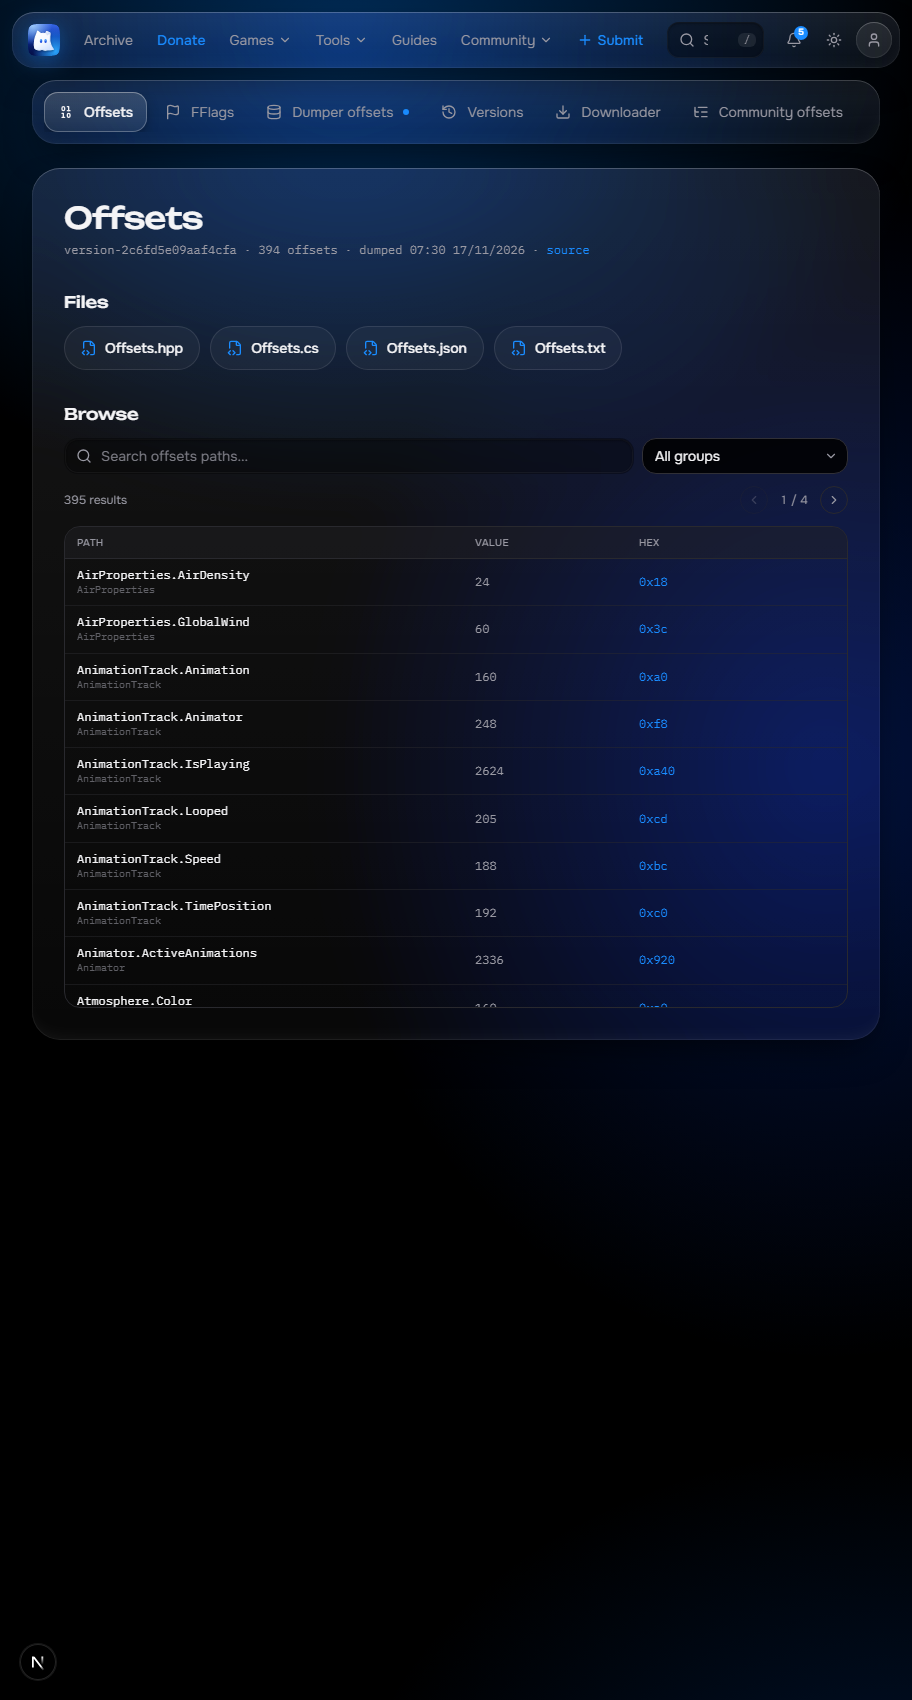 Archive Donate Games Tools Guides Community + Submit S / 5
Offsets FFlags Dumper offsets Versions Downloader Community offsets
Offsets
version-2c6fd5e09aaf4cfa · 394 offsets · dumped 07:30 17/11/2026 · source
Files
Offsets.hpp Offsets.cs Offsets.json Offsets.txt
Browse
Search offsets paths... All groups
395 results 1 / 4
PATH VALUE HEX
AirProperties.AirDensity 24 0x18
AirProperties
AirProperties.GlobalWind 60 0x3c
AirProperties
AnimationTrack.Animation 160 0xa0
AnimationTrack
AnimationTrack.Animator 248 0xf8
AnimationTrack
AnimationTrack.IsPlaying 2624 0xa40
AnimationTrack
AnimationTrack.Looped 205 0xcd
AnimationTrack
AnimationTrack.Speed 188 0xbc
AnimationTrack
AnimationTrack.TimePosition 192 0xc0
AnimationTrack
Animator.ActiveAnimations 2336 0x920
Animator
Atmosphere.Color
N